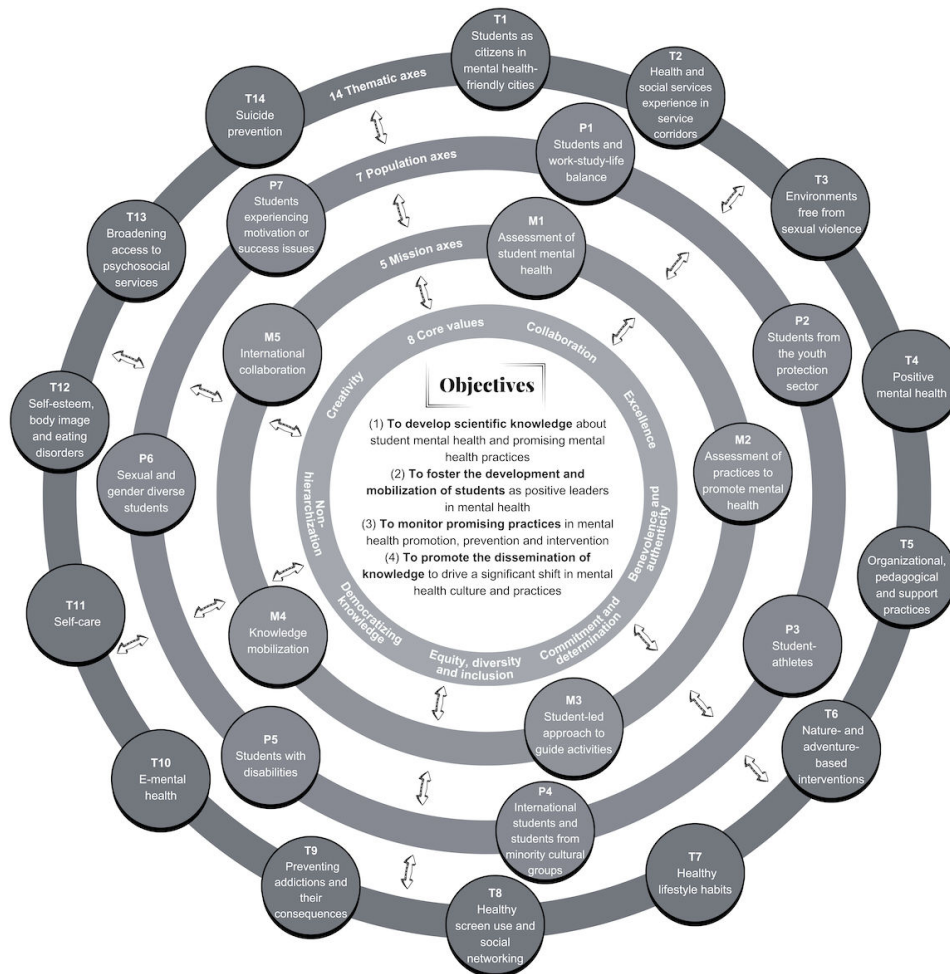 T1
Students as
citizens in
mental health-
friendly cities
T2
Health and
social services
experience in
service
corridors
T3
Environments
free from
sexual violence
T4
Positive
mental health
T5
Organizational,
pedagogical
and support
practices
T6
Nature- and
adventure-
based
interventions
T7
Healthy
lifestyle habits
T8
Healthy
screen use and
social
networking
T9
Preventing
addictions and
their
consequences
T10
E-mental
health
T11
Self-care
T12
Self-esteem,
body image
and eating
disorders
T13
Broadening
access to
psychosocial
services
T14
Suicide
prevention
14 Thematic axes
7 Population axes
P1
Students and
work-study-life
balance
P2
Students from
the youth
protection
sector
P3
Student-
athletes
P4
International
students and
students from
minority cultural
groups
P5
Students with
disabilities
P6
Sexual and
gender diverse
students
P7
Students
experiencing
motivation or
success issues
5 Mission axes
M1
Assessment of
student mental
health
M2
Assessment of
practices to
promote mental
health
M3
Student-led
approach to
guide activities
M4
Knowledge
mobilization
M5
International
collaboration
8 Core values
Collaboration
Excellence
Benevolence and
authenticity
Commitment and
determination
Equity, diversity
and inclusion
Democratizing
knowledge
Non-
hierarchization
Creativity
Objectives
(1) To develop scientific knowledge about
student mental health and promising mental
health practices
(2) To foster the development and
mobilization of students as positive leaders
in mental health
(3) To monitor promising practices in mental
health promotion, prevention and intervention
(4) To promote the dissemination of
knowledge to drive a significant shift in mental
health culture and practices